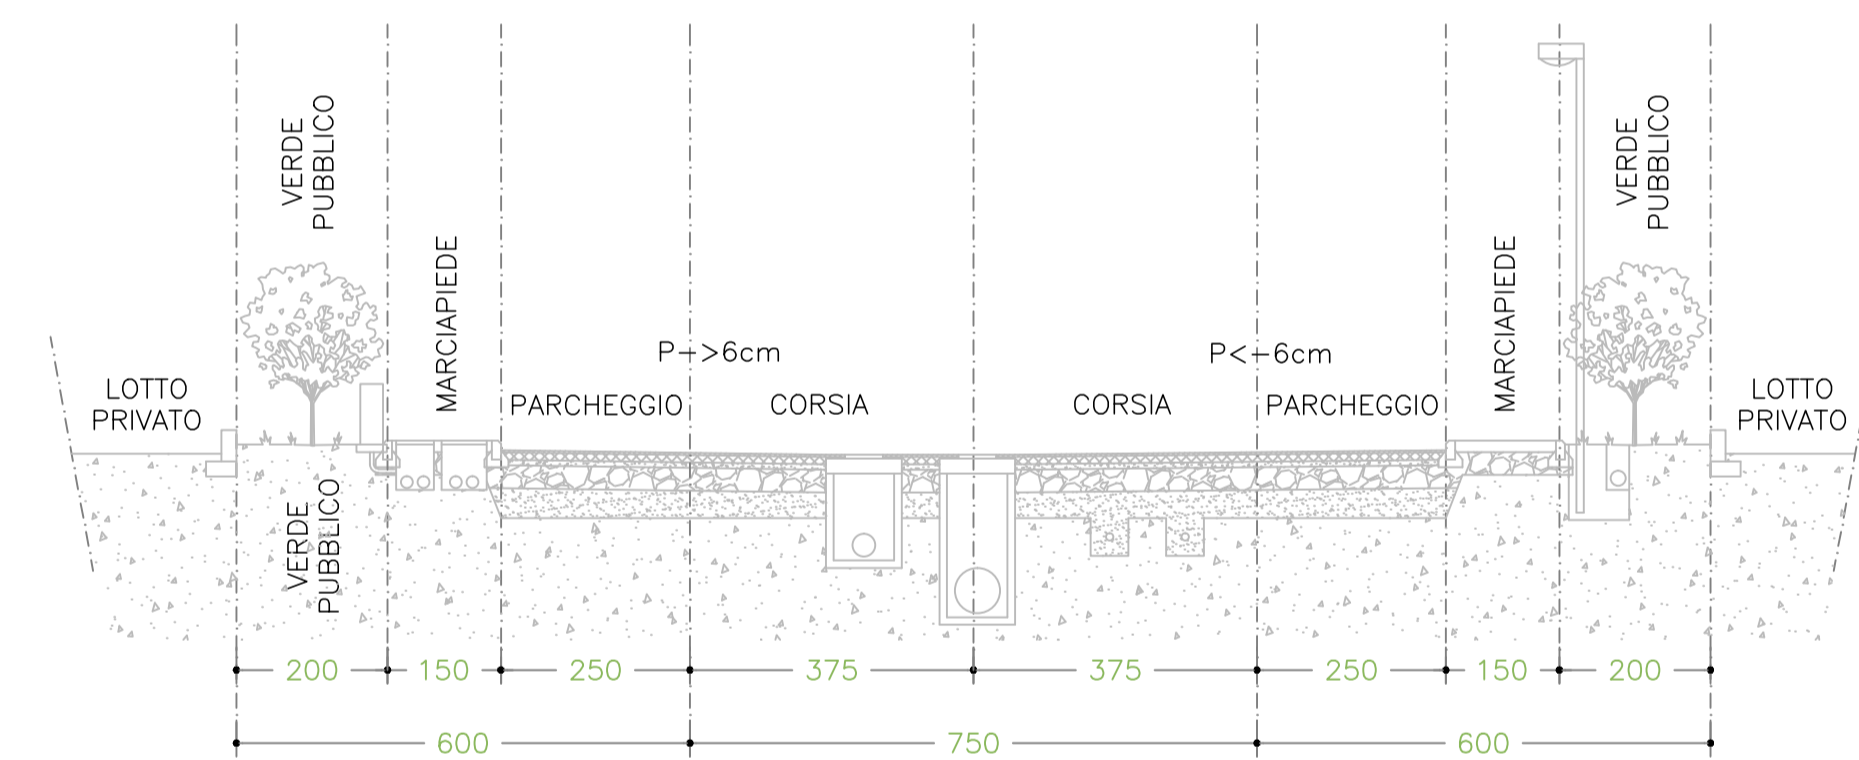 VERDE
PUBBLICO
VERDE
PUBBLICO
MARCIAPIEDE
MARCIAPIEDE
P->6cm
P<-6cm
LOTTO
PRIVATO
PARCHEGGIO
CORSIA
CORSIA
PARCHEGGIO
LOTTO
PRIVATO
VERDE
PUBBLICO
200
150
250
375
375
250
150
200
600
750
600